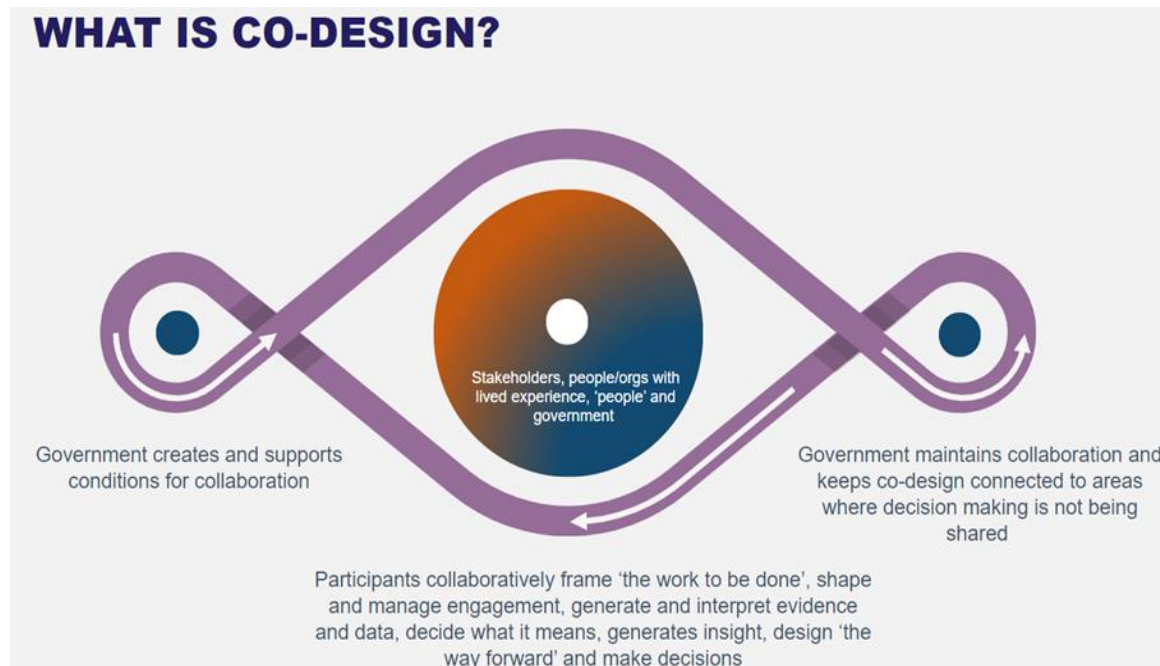 WHAT IS CO-DESIGN?
Stakeholders, people/orgs with
lived experience, ‘people’ and
government
Government creates and supports
conditions for collaboration
Government maintains collaboration and
keeps co-design connected to areas
where decision making is not being
shared
Participants collaboratively frame ‘the work to be done’, shape
and manage engagement, generate and interpret evidence
and data, decide what it means, generates insight, design ‘the
way forward’ and make decisions